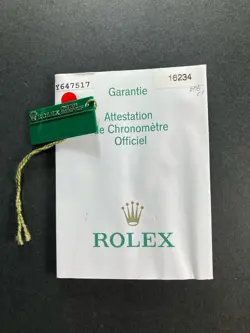 Y647517
16234
Garantie
Attestation
de Chronomètre
Officiel
ROLEX